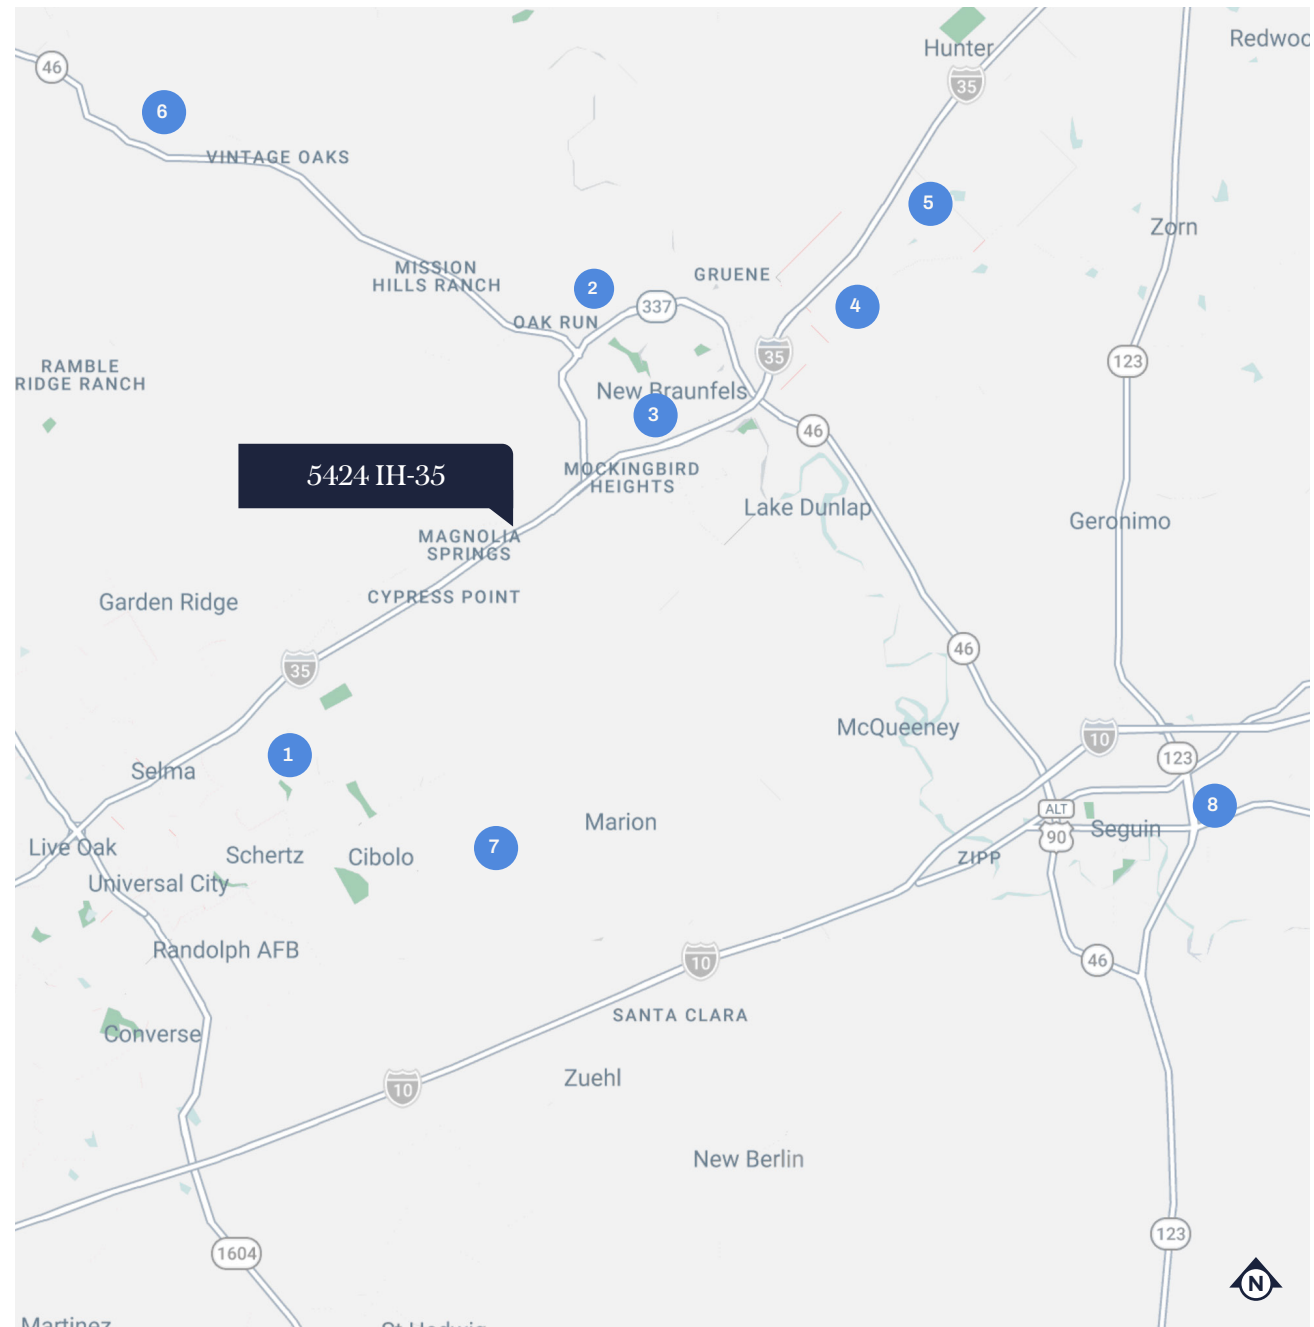 Hunter
Redwoo
35
46
6
VINTAGE OAKS
5
Zorn
MISSION
HILLS RANCH
GRUENE
2
337
4
OAK RUN
35
123
RAMBLE
RIDGE RANCH
New Braunfels
3
46
5424 IH-35
MOCKINGBIRD
HEIGHTS
Lake Dunlap
Geronimo
MAGNOLIA
SPRINGS
CYPRESS POINT
Garden Ridge
46
35
McQueeney
10
1
123
Selma
8
ALT
90
Seguin
Marion
Live Oak
7
Schertz
Cibolo
ZIPP
Universal City
Randolph AFB
10
46
SANTA CLARA
Converse
Zuehl
10
New Berlin
123
1604
N
Martinez
St Hedwig